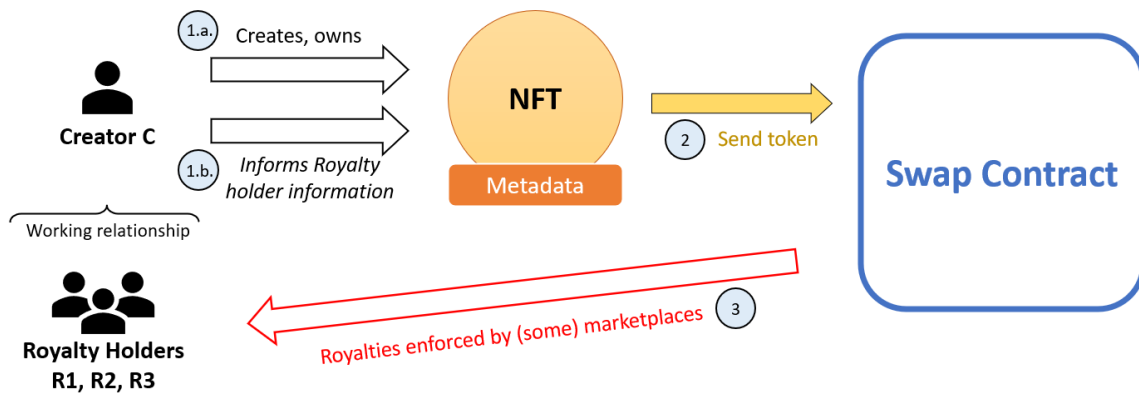 1.a.
Creates, owns
Creator C
1.b.
Informs Royalty
holder information
NFT
Metadata
2
Send token
Swap Contract
Working relationship
Royalties enforced by (some) marketplaces
3
Royalty Holders
R1, R2, R3